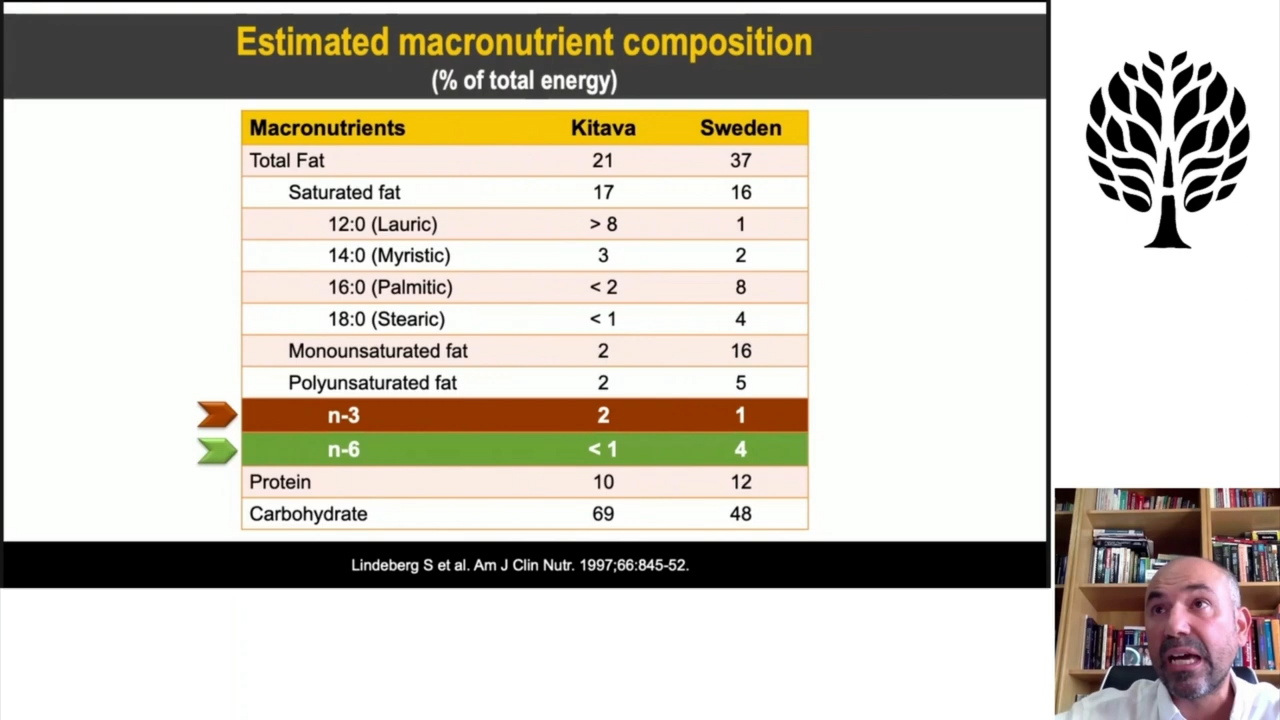 Estimated macronutrient composition
(% of total energy)
Macronutrients Kitava Sweden
Total Fat 21 37
Saturated fat 17 16
12:0 (Lauric) > 8 1
14:0 (Myristic) 3 2
16:0 (Palmitic) < 2 8
18:0 (Stearic) < 1 4
Monounsaturated fat 2 16
Polyunsaturated fat 2 5
n-3 2 1
n-6 < 1 4
Protein 10 12
Carbohydrate 69 48
Lindeberg S et al. Am J Clin Nutr. 1997;66:845-52.